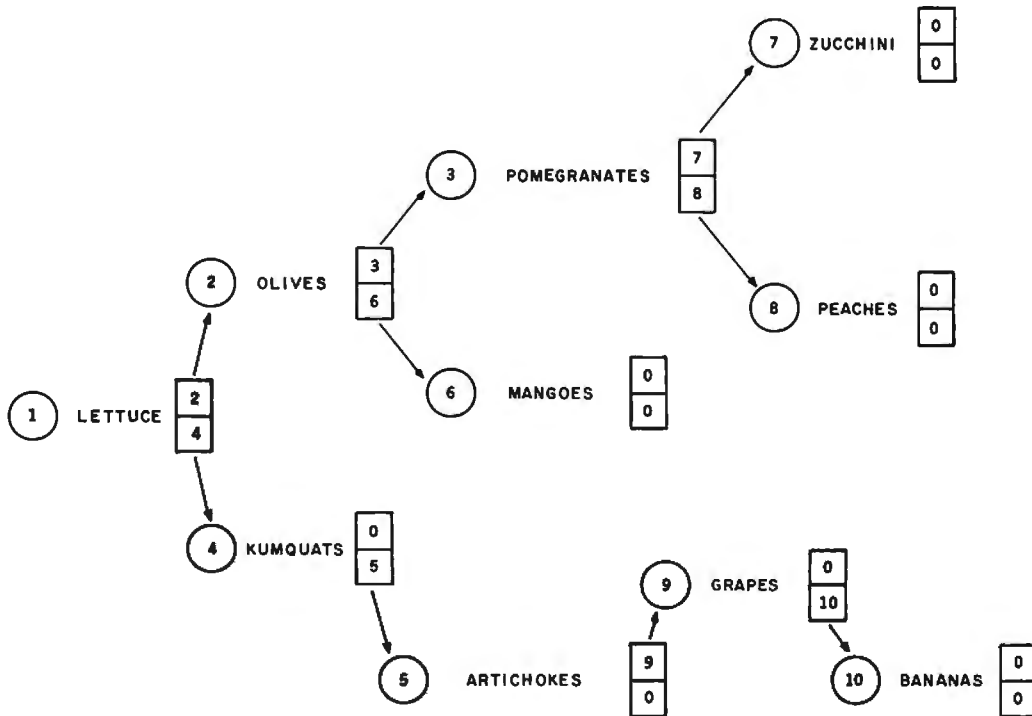 7 ZUCCHINI 0
0
3 POMEGRANATES 7
8
2 OLIVES 3
6
8 PEACHES 0
0
6 MANGOES 0
0
1 LETTUCE 2
4
4 KUMQUATS 0
5
9 GRAPES 0
10
5 ARTICHOKES 9
0
10 BANANAS 0
0